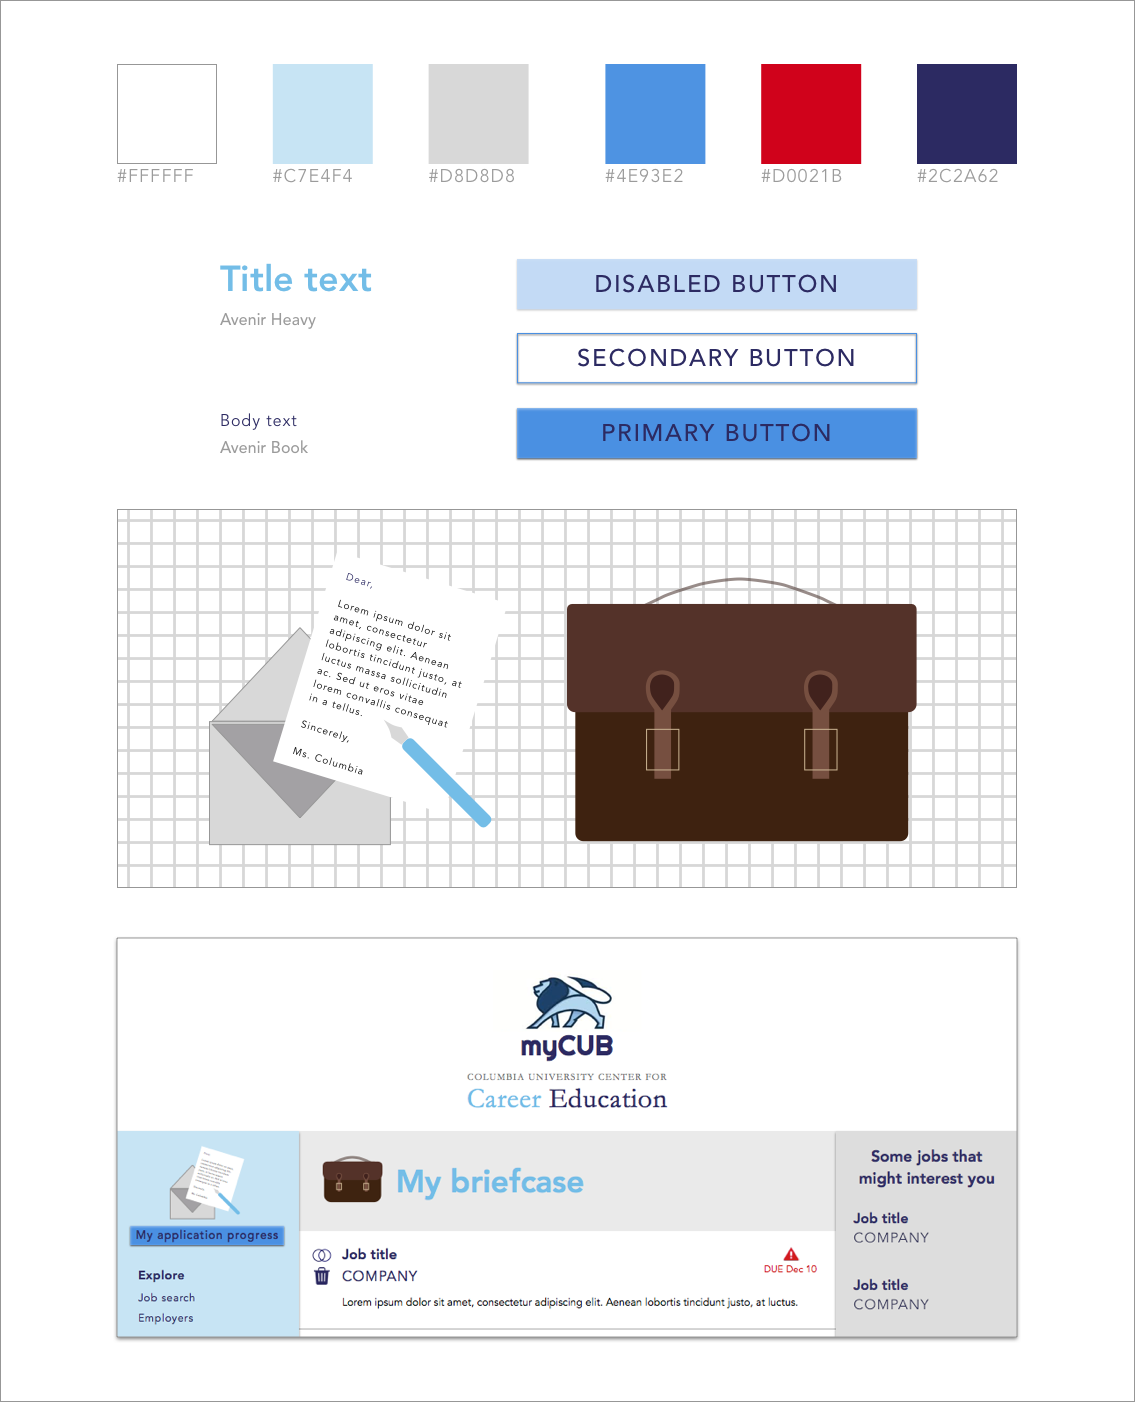 #FFFFFF
#C7E4F4
#D8D8D8
#4E93E2
#D0021B
#2C2A62
Title text
Avenir Heavy
Body text
Avenir Book
DISABLED BUTTON
SECONDARY BUTTON
PRIMARY BUTTON
Dear,
Lorem ipsum dolor sit
amet, consectetur
adipiscing elit. Aenean
lobortis tincidunt justo, at
luctus massa sollicitudin
ac. Sed ut eros vitae
lorem convallis consequat
in a tellus.
Sincerely,
Ms. Columbia
myCUB
COLUMBIA UNIVERSITY CENTER FOR
Career Education
My application progress
Explore
Job search
Employers
My briefcase
Job title
COMPANY
DUE Dec 10
Lorem ipsum dolor sit amet, consectetur adipiscing elit. Aenean lobortis tincidunt justo, at luctus.
Some jobs that
might interest you
Job title
COMPANY
Job title
COMPANY